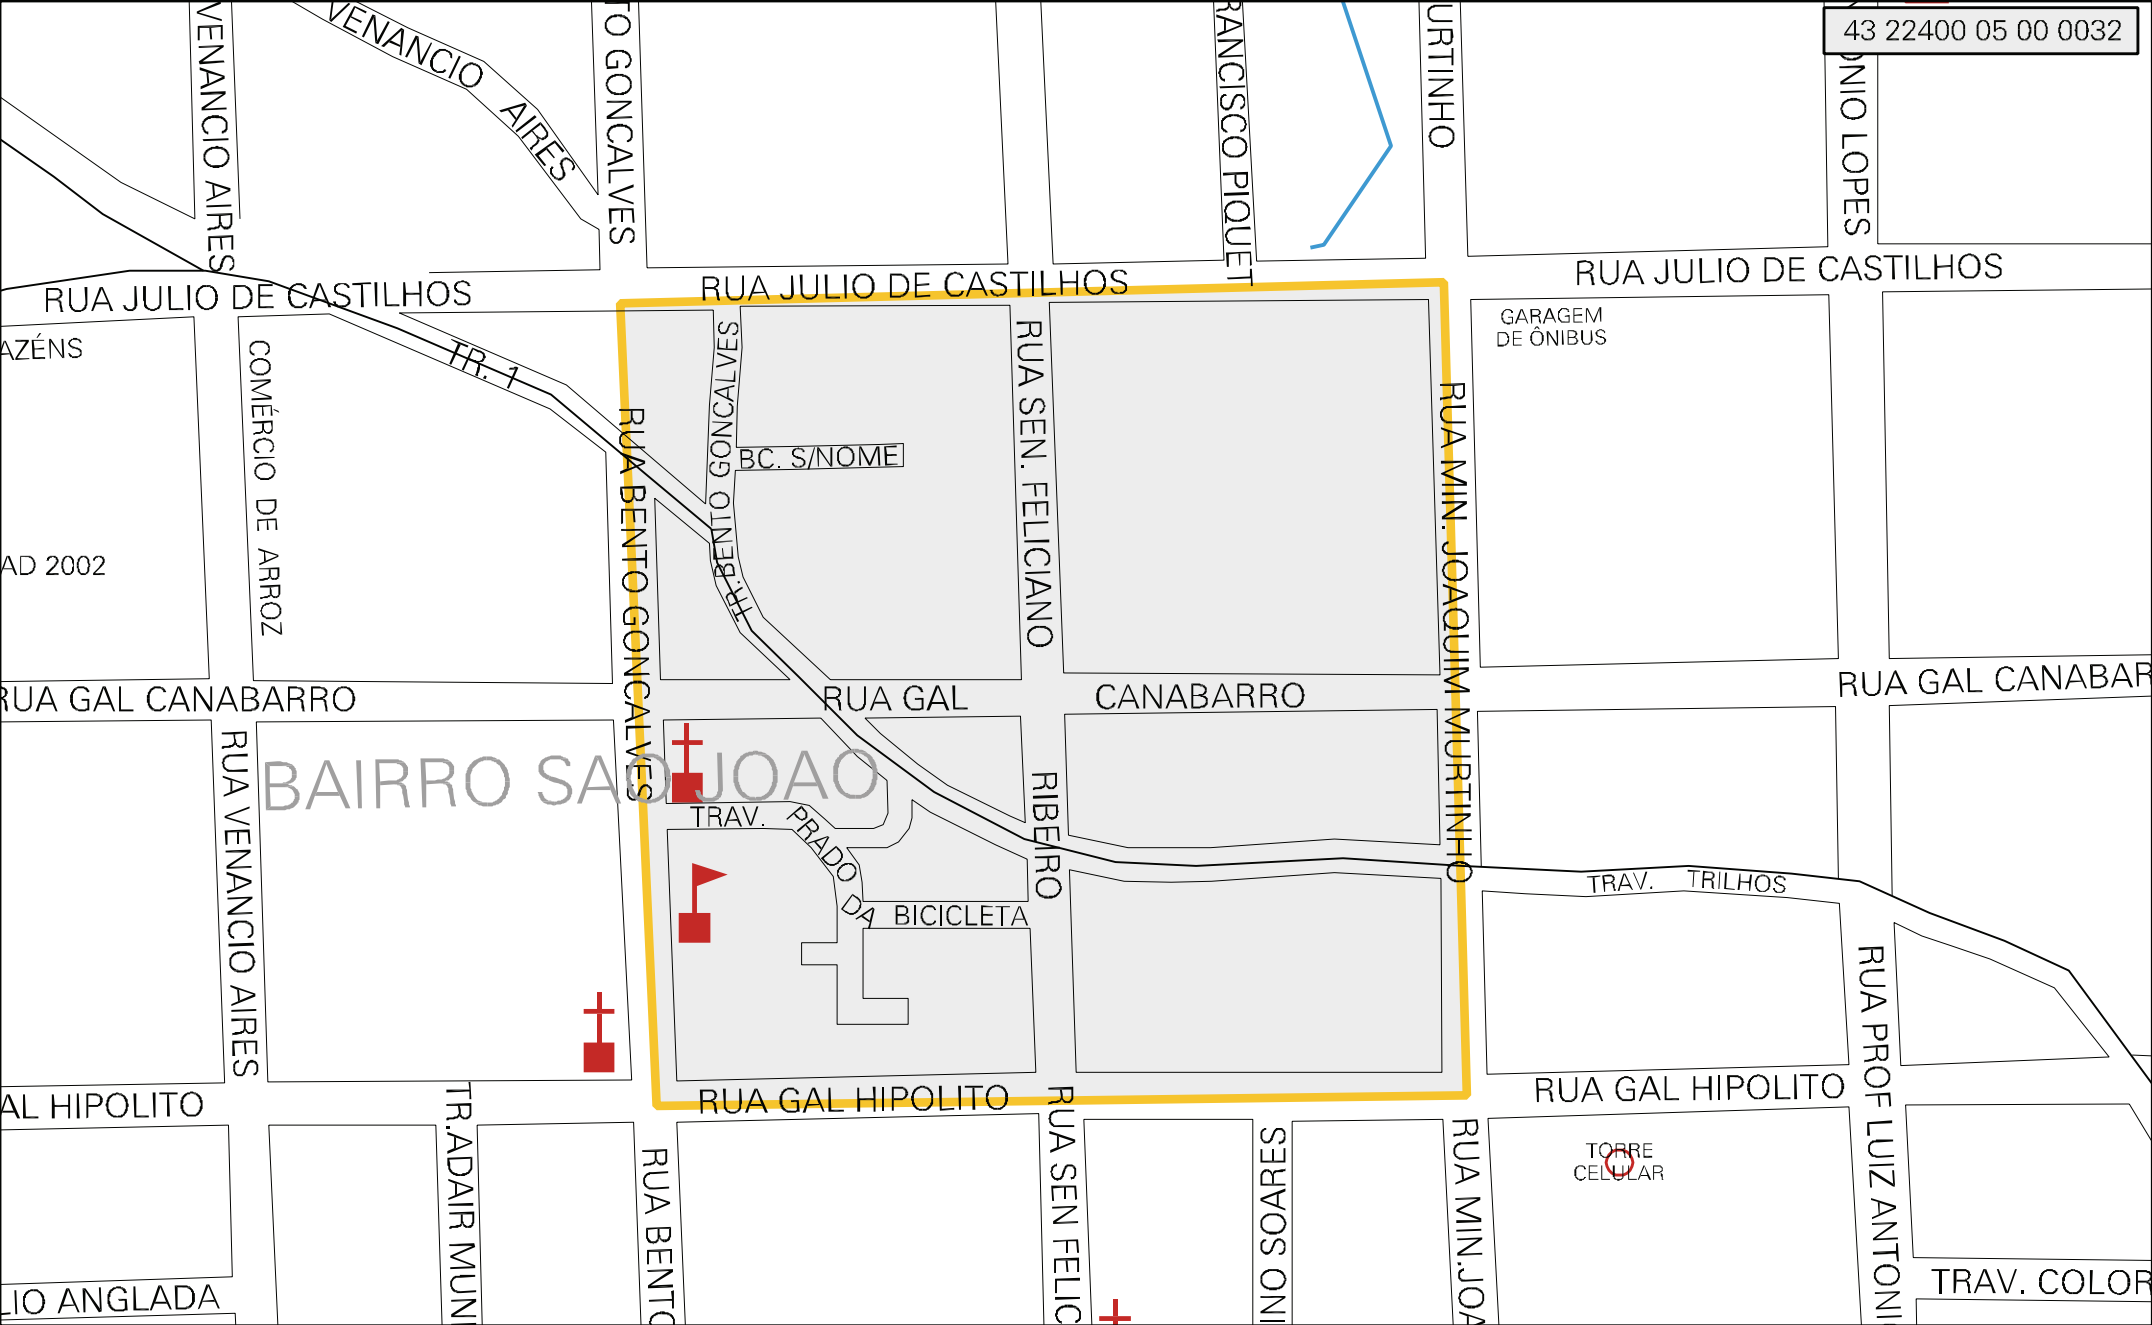 43 22400 05 00 0032
VENANCIO AIRES
VENANCIO AIRES
TO GONCALVES
RANCISCO PIQUET
URTINHO
ONIO LOPES
RUA JULIO DE CASTILHOS
RUA JULIO DE CASTILHOS
RUA JULIO DE CASTILHOS
GARAGEM
DE ÔNIBUS
AZÉNS
COMÉRCIO DE ARROZ
TR. 1
TR.BENTO GONCALVES
BC. S/NOME
RUA SEN. FELICIANO
RUA BENTO GONCALVES
RUA MIN. JOAQUIM MURTINHO
AD 2002
RUA GAL CANABARRO
RUA GAL CANABARRO
RUA GAL CANABAR
BAIRRO SAO JOAO
RUA VENANCIO AIRES
TRAV. PRADO DA BICICLETA
RIBEIRO
TRAV. TRILHOS
RUA PROF LUIZ ANTONI
AL HIPOLITO
RUA GAL HIPOLITO
RUA GAL HIPOLITO
TR.ADAIR MUNI
RUA BENTO
RUA SEN FELIC
INO SOARES
RUA MIN.JOA
TORRE
CELULAR
LIO ANGLADA
TRAV. COLOR